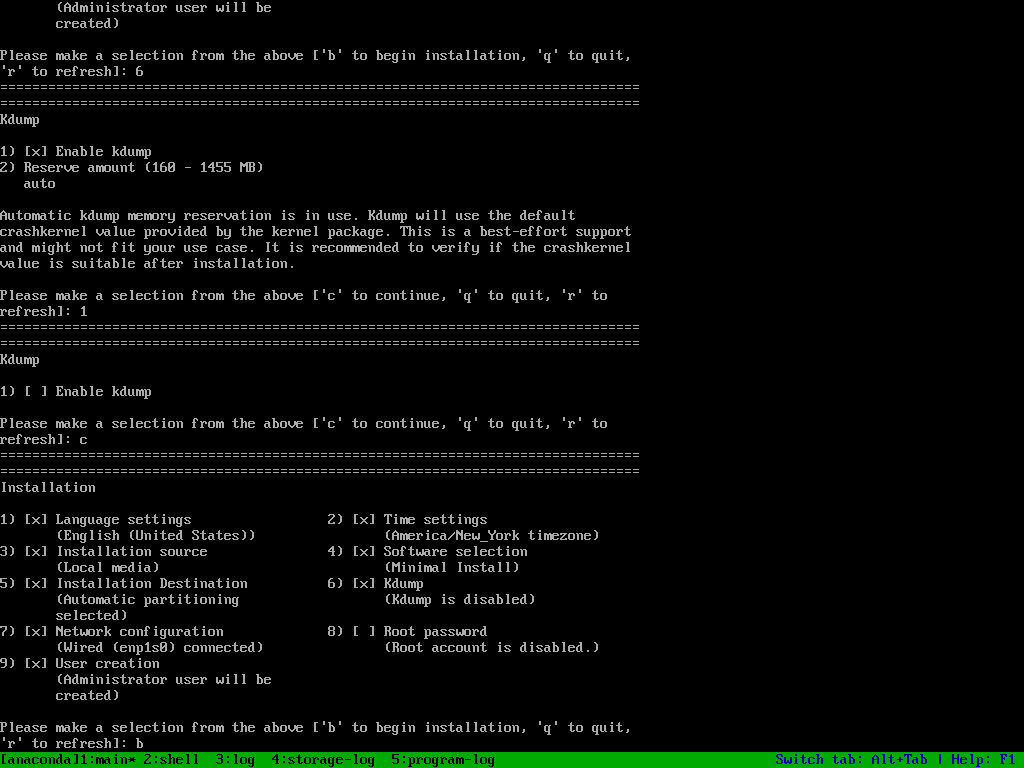 (Administrator user will be
created)
Please make a selection from the above ['b' to begin installation, 'q' to quit,
'r' to refresh]: 6
================================================================================
================================================================================
Kdump
1) [x] Enable kdump
2) Reserve amount (160 - 1455 MB)
auto
Automatic kdump memory reservation is in use. Kdump will use the default
crashkernel value provided by the kernel package. This is a best-effort support
and might not fit your use case. It is recommended to verify if the crashkernel
value is suitable after installation.
Please make a selection from the above ['c' to continue, 'q' to quit, 'r' to
refresh]: 1
================================================================================
================================================================================
Kdump
1) [ ] Enable kdump
Please make a selection from the above ['c' to continue, 'q' to quit, 'r' to
refresh]: c
================================================================================
================================================================================
Installation
1) [x] Language settings 2) [x] Time settings
(English (United States)) (America/New_York timezone)
3) [x] Installation source 4) [x] Software selection
(Local media) (Minimal Install)
5) [x] Installation Destination 6) [x] Kdump
(Automatic partitioning (Kdump is disabled)
selected)
7) [x] Network configuration 8) [ ] Root password
(Wired (enp1s0) connected) (Root account is disabled.)
9) [x] User creation
(Administrator user will be
created)
Please make a selection from the above ['b' to begin installation, 'q' to quit,
'r' to refresh]: b
[anaconda]1:main* 2:shell 3:log 4:storage-log 5:program-log Switch tab: Alt+Tab | Help: F1